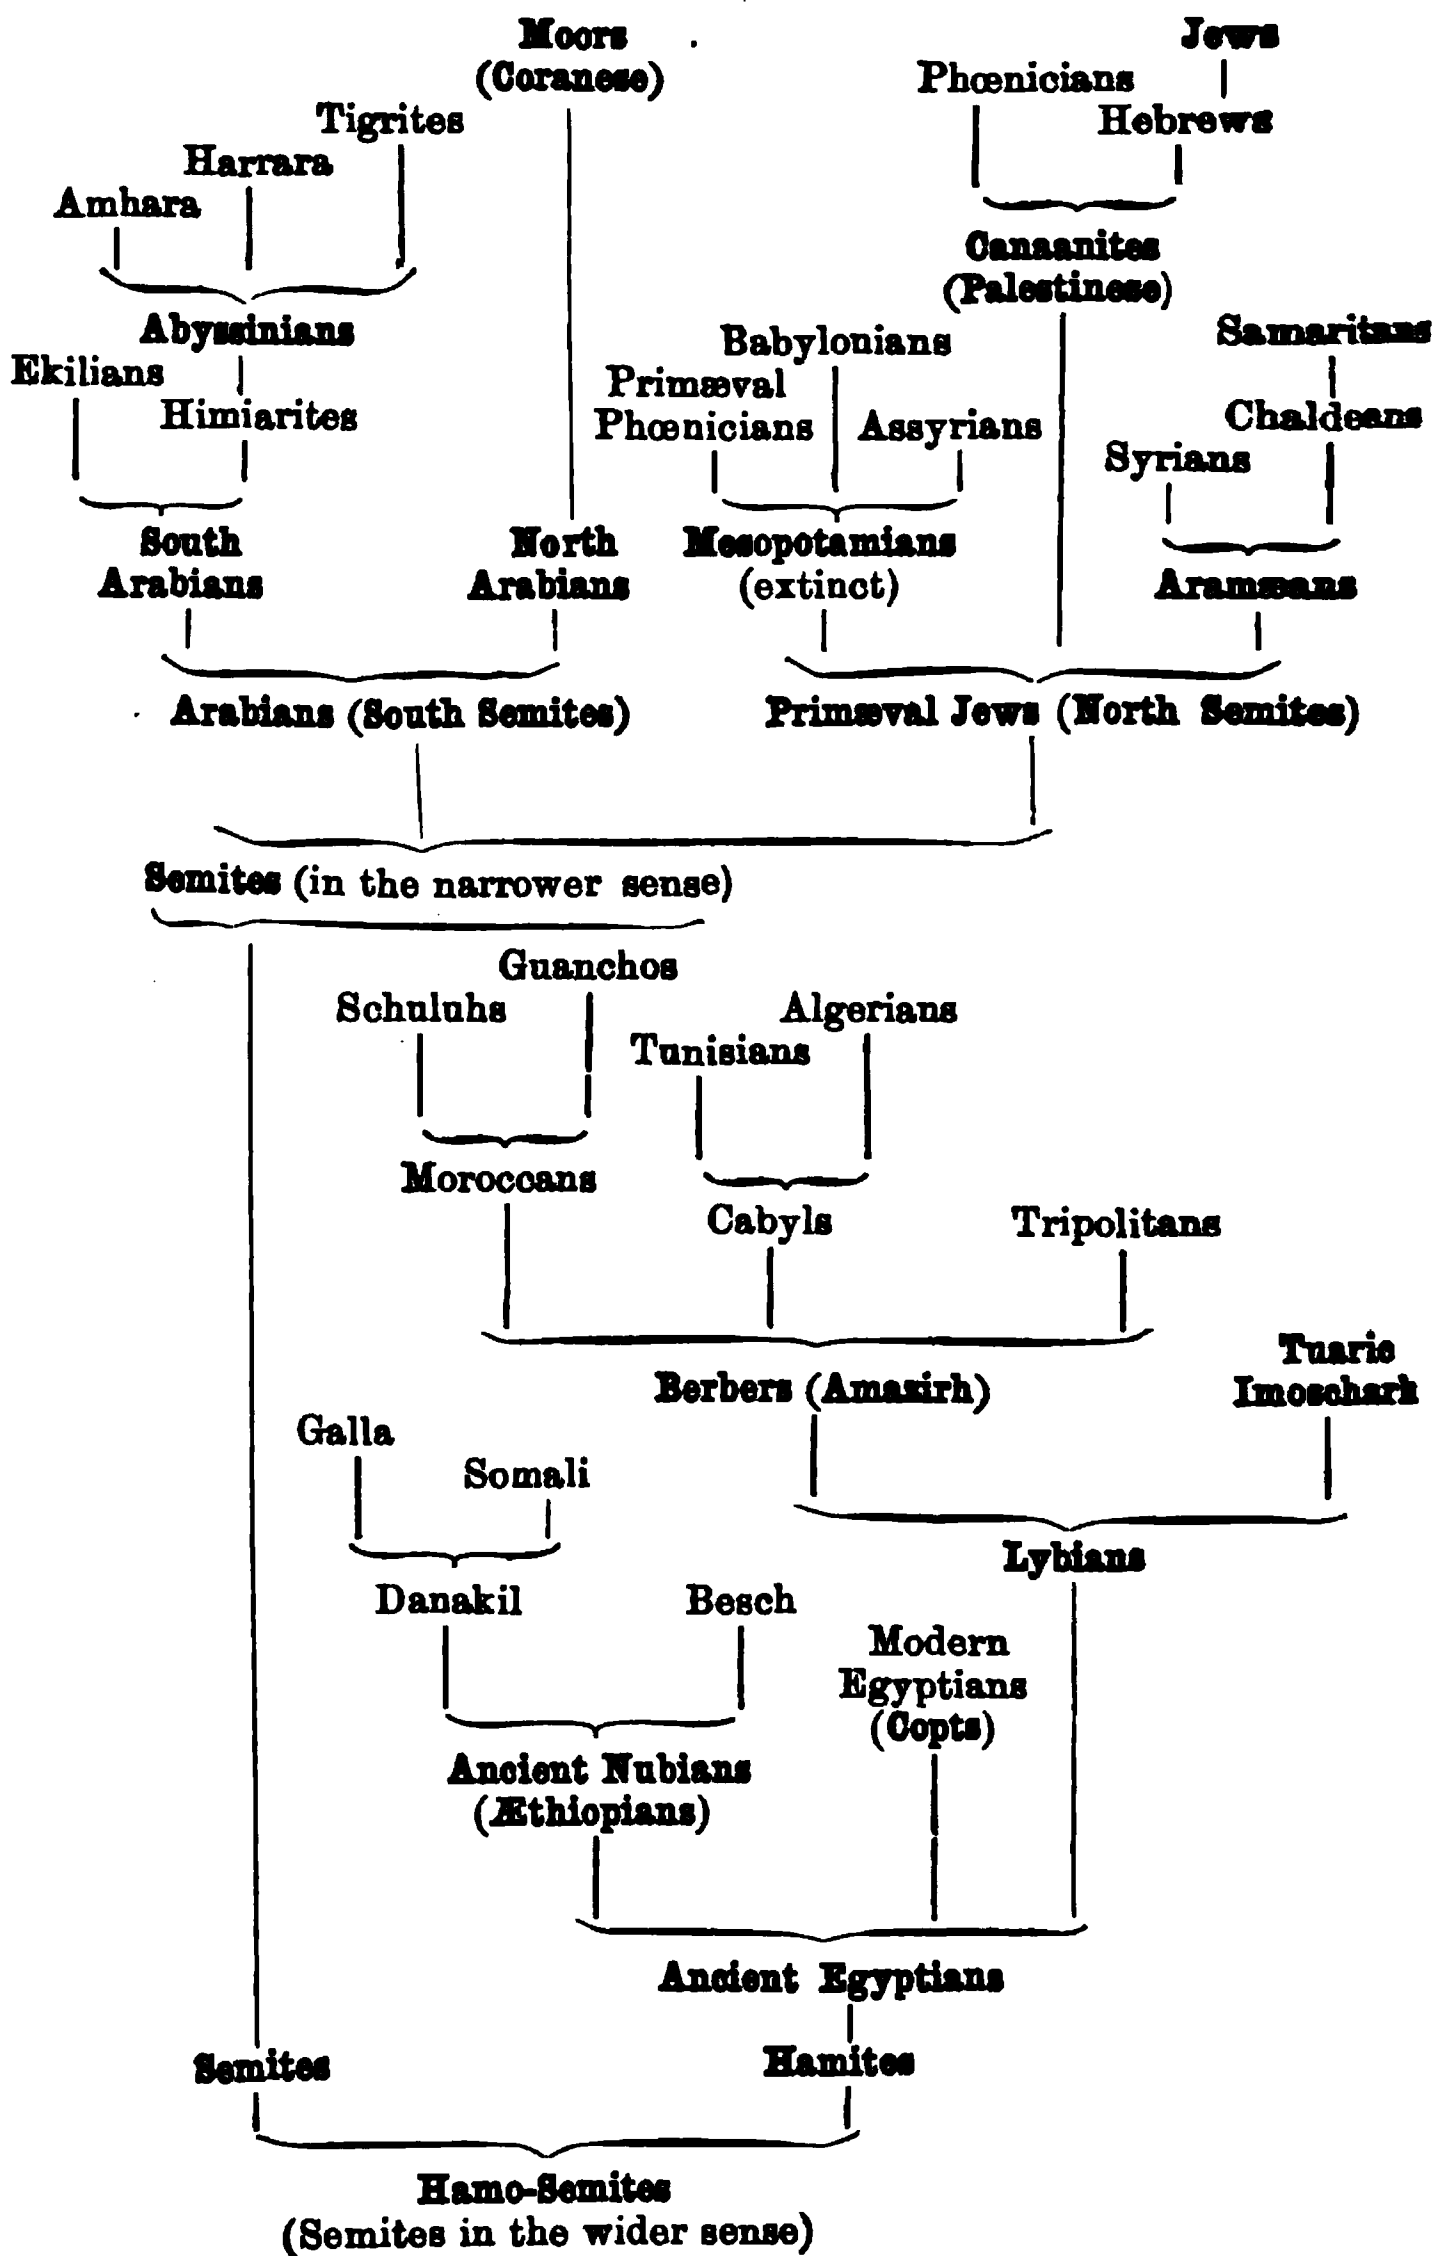 Moors
(Coranese)
Jews
Phœnicians
Hebrews
Tigrites
Harrara
Amhara
Canaanites
(Palestinese)
Abyssinians
Ekilians
Himiarites
Babylonians
Primæval
Phœnicians
Assyrians
Samaritans
Chaldeans
Syrians
South
Arabians
North
Arabians
Mesopotamians
(extinct)
Aramæans
Arabians (South Semites)
Primæval Jews (North Semites)
Semites (in the narrower sense)
Guanchos
Schuluhs
Algerians
Tunisians
Moroccans
Cabyls
Tripolitans
Berbers (Amazirh)
Tuaric
Imoschark
Galla
Somali
Lybians
Danakil
Besch
Modern
Egyptians
(Copts)
Ancient Nubians
(Æthiopians)
Ancient Egyptians
Semites
Hamites
Hamo-Semites
(Semites in the wider sense)